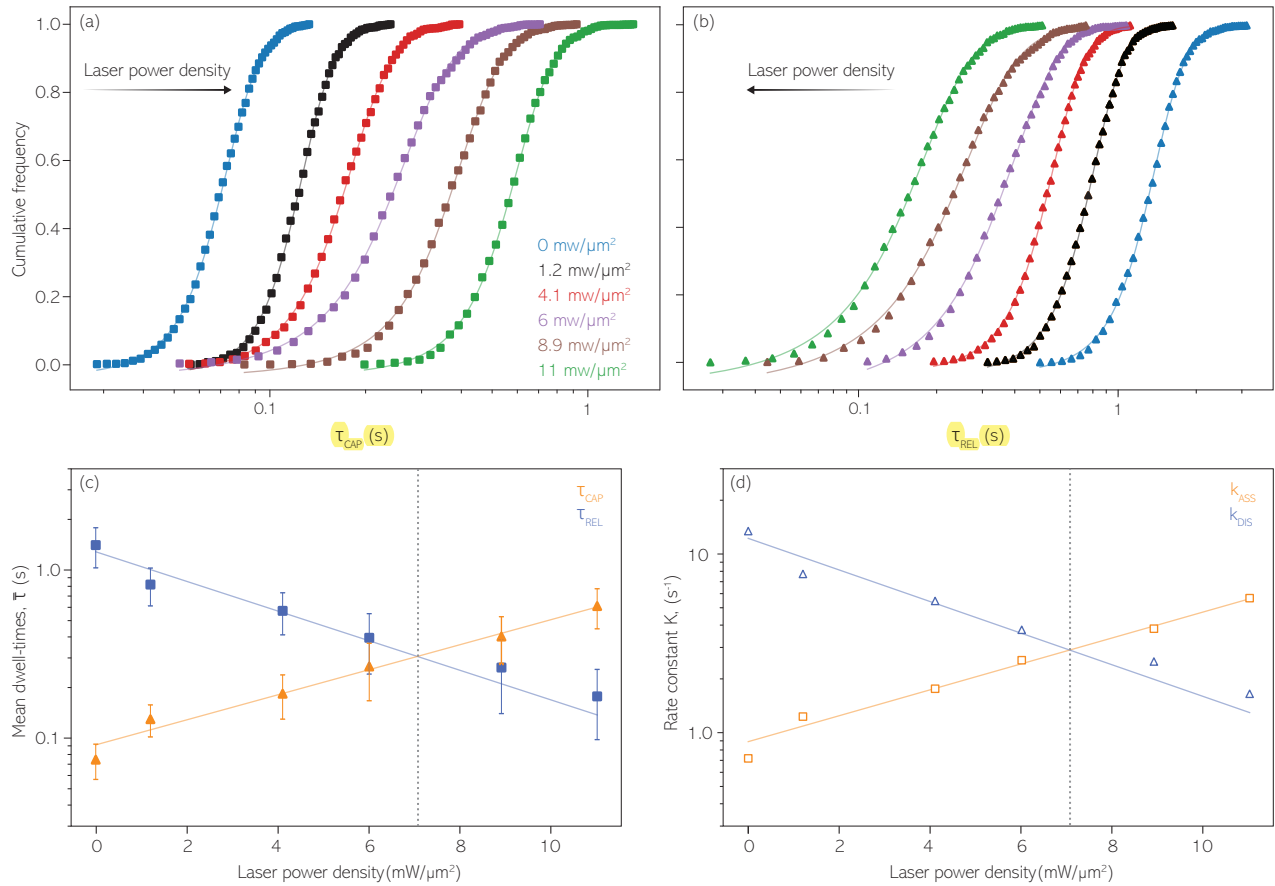 (a)
Laser power density
1.0
0.8
0.6
0.4
0.2
0.0
Cumulative frequency
0 mw/µm²
1.2 mw/µm²
4.1 mw/µm²
6 mw/µm²
8.9 mw/µm²
11 mw/µm²
0.1
1
τCAP (s)
(b)
Laser power density
0.1
1
τREL (s)
(c)
τCAP
τREL
1.0
0.1
Mean dwell-times, τ̄ (s)
0
2
4
6
8
10
Laser power density(mW/µm²)
(d)
kASS
kDIS
10
1.0
Rate constant K, (s⁻¹)
0
2
4
6
8
10
Laser power density(mW/µm²)